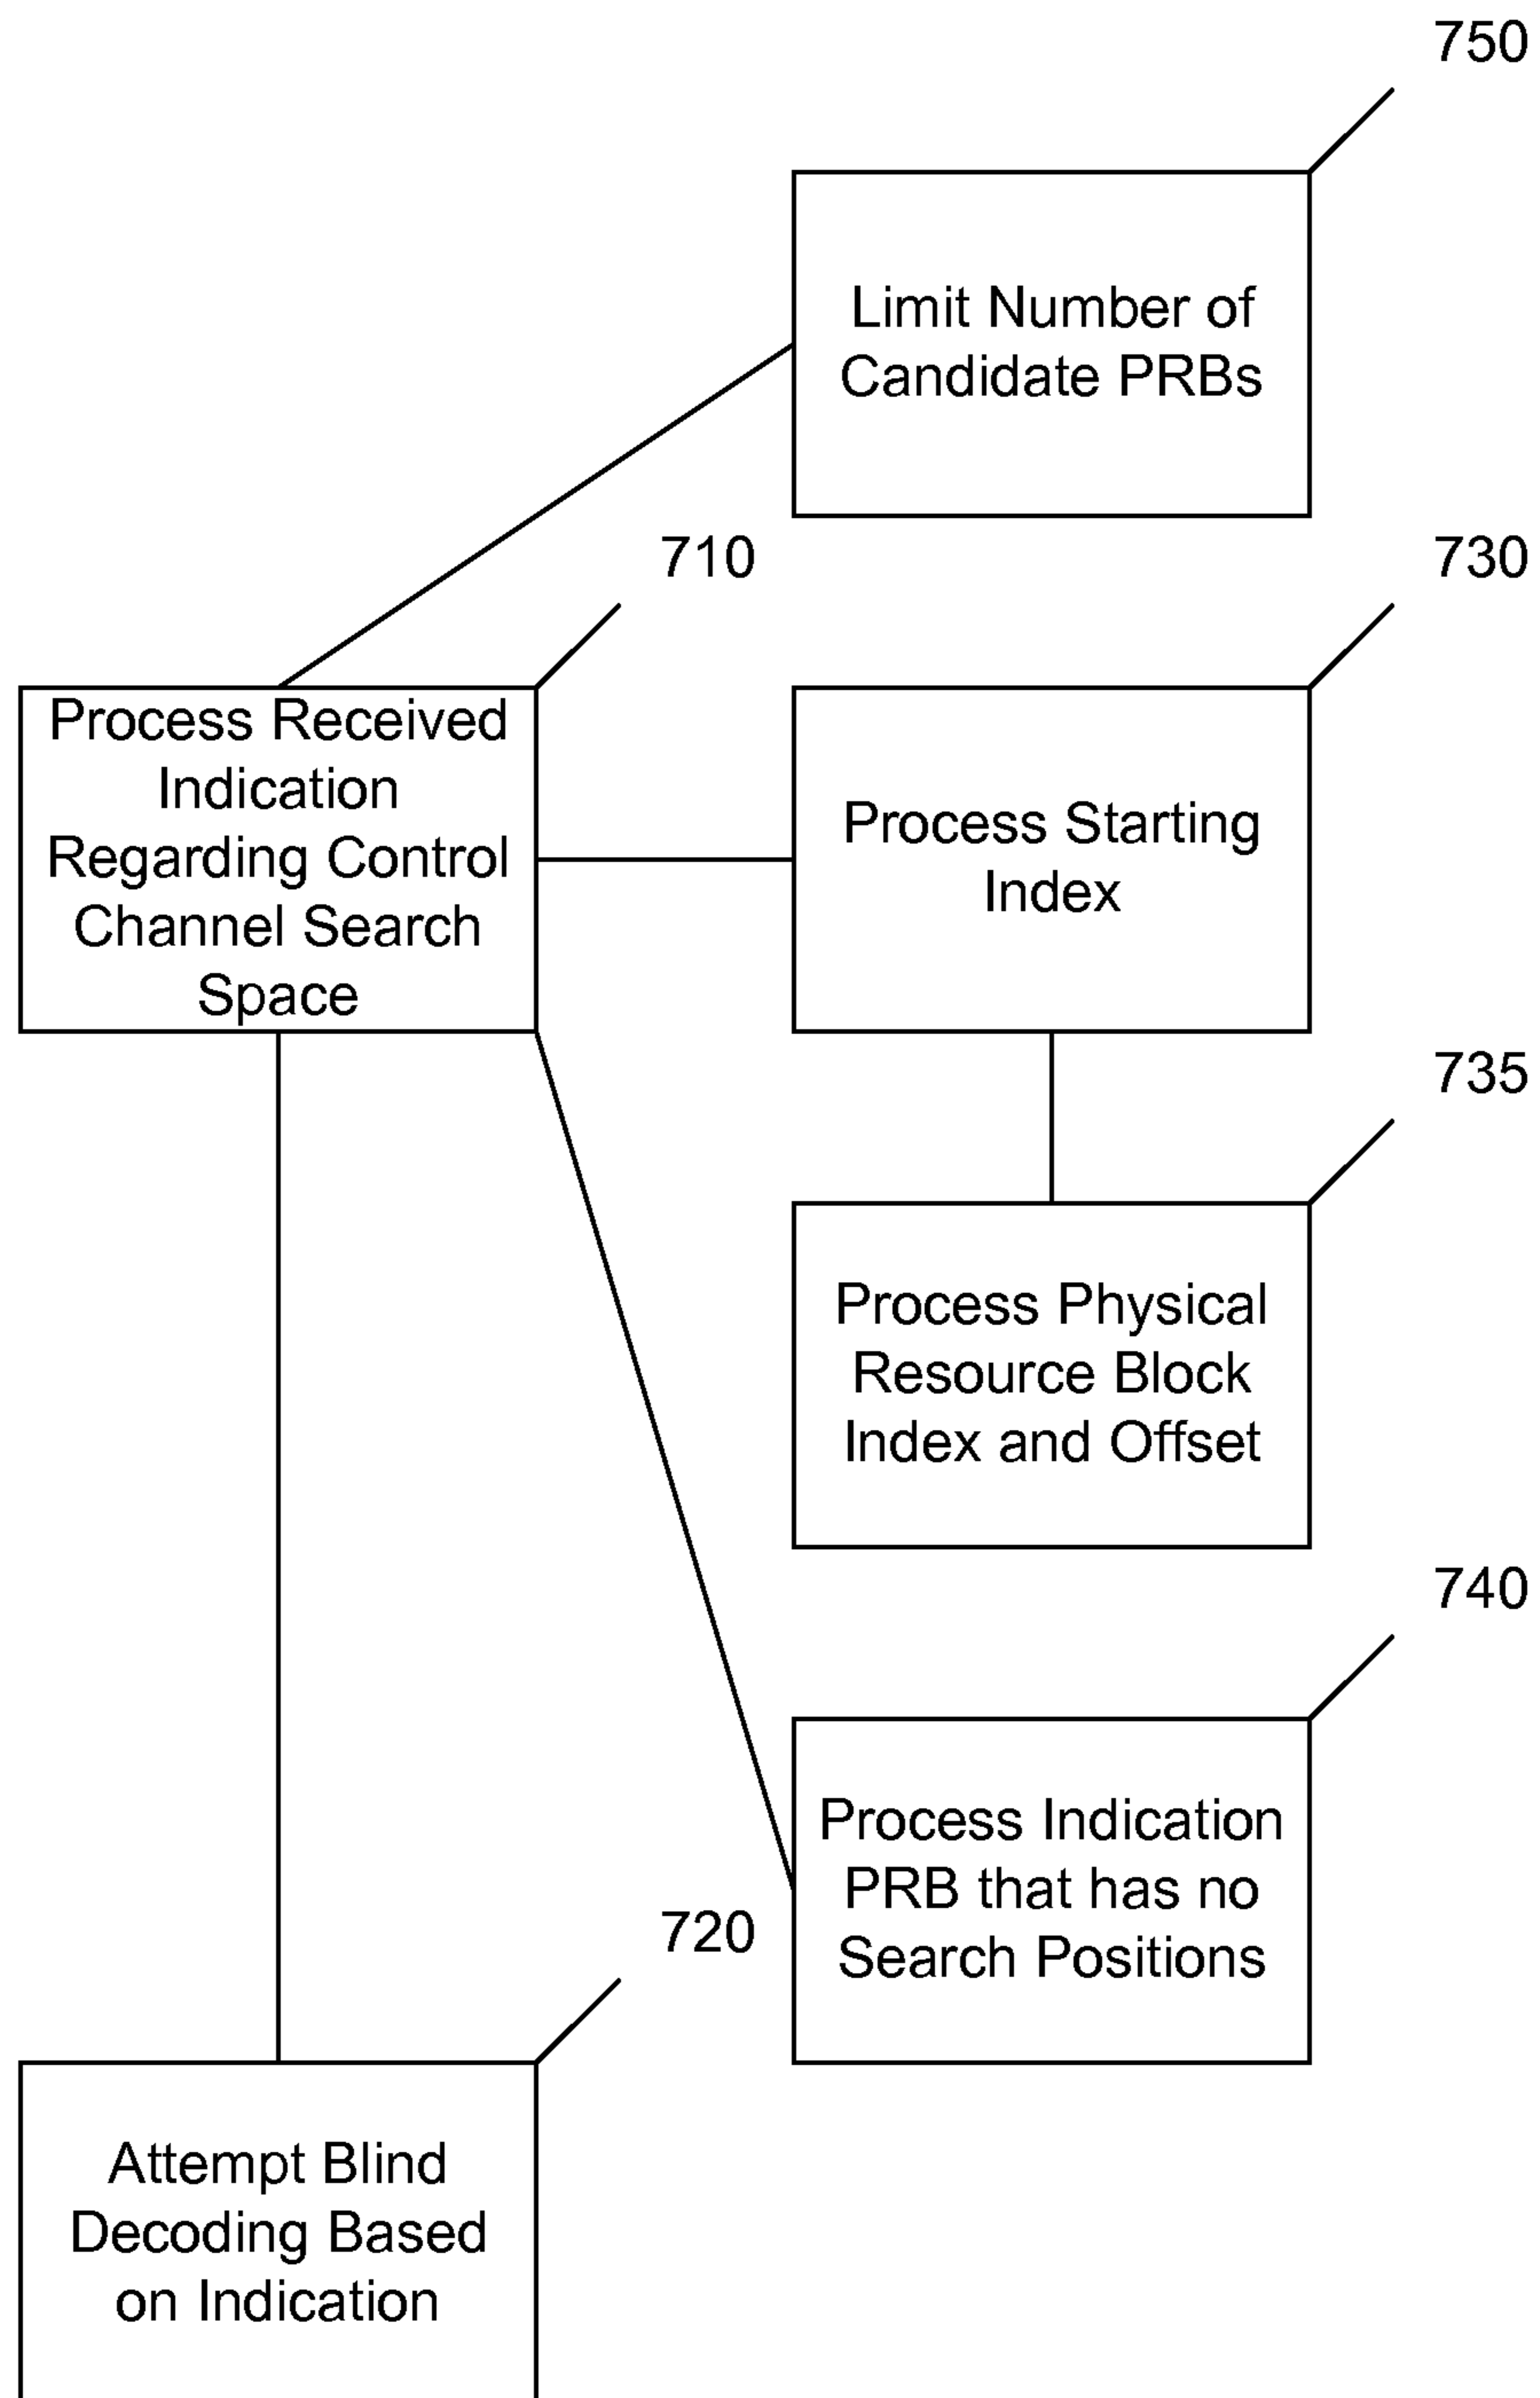 750
Limit Number of
Candidate PRBs
710
730
Process Received
Indication
Regarding Control
Channel Search
Space
Process Starting
Index
735
Process Physical
Resource Block
Index and Offset
740
Process Indication
PRB that has no
Search Positions
720
Attempt Blind
Decoding Based
on Indication